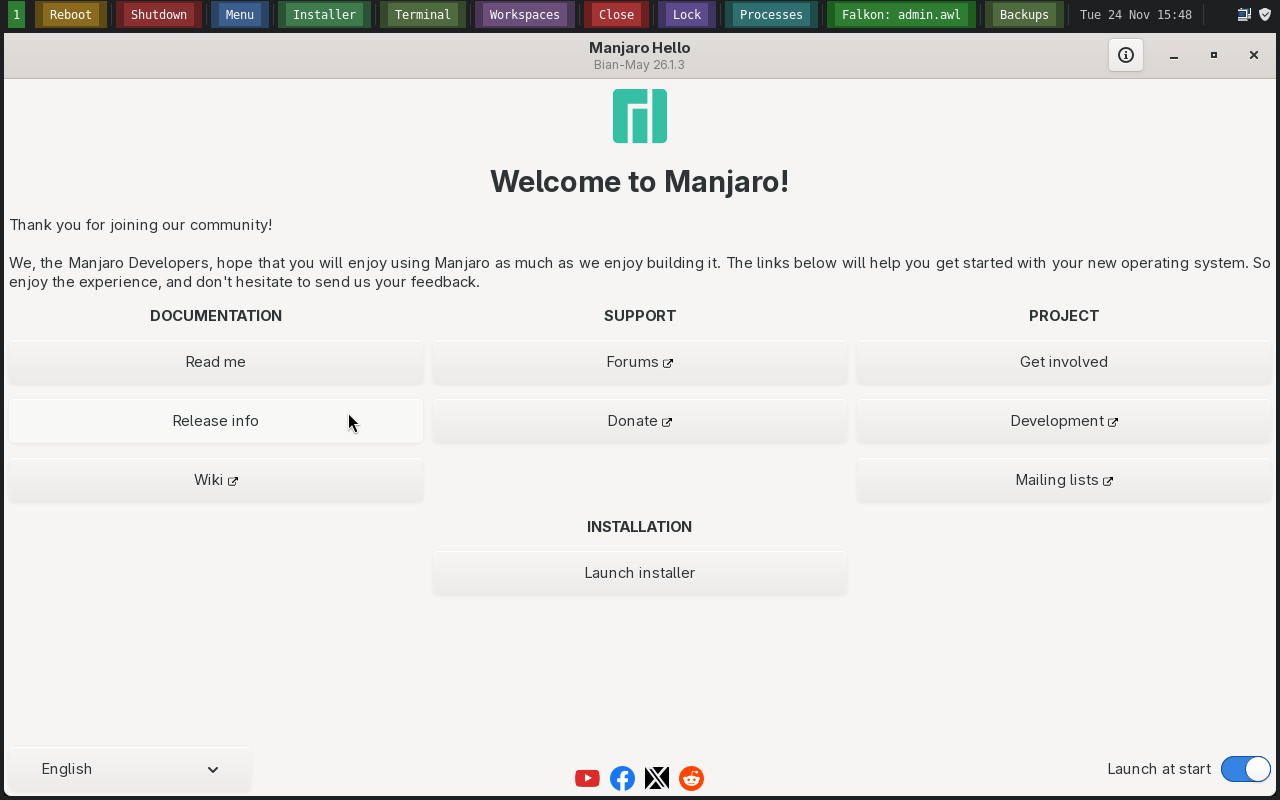 1 Reboot Shutdown Menu Installer Terminal Workspaces Close Lock Processes Falkon: admin.awl Backups Tue 24 Nov 15:48
Manjaro Hello
Bian-May 26.1.3
Welcome to Manjaro!
Thank you for joining our community!
We, the Manjaro Developers, hope that you will enjoy using Manjaro as much as we enjoy building it. The links below will help you get started with your new operating system. So
enjoy the experience, and don't hesitate to send us your feedback.
DOCUMENTATION SUPPORT PROJECT
Read me Forums Get involved
Release info Donate Development
Wiki Mailing lists
INSTALLATION
Launch installer
English Launch at start